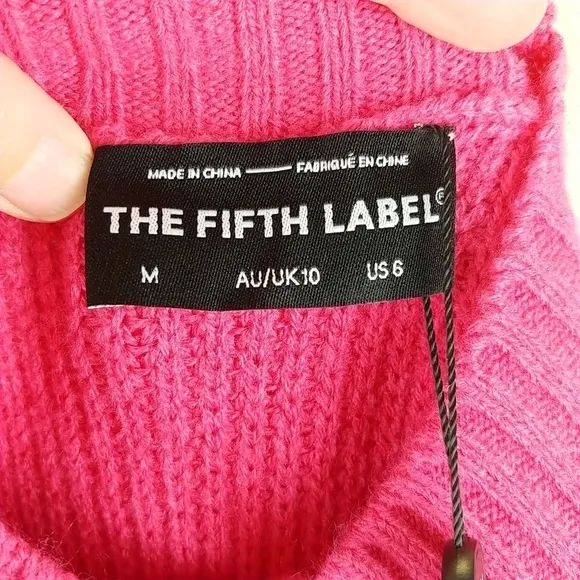 MADE IN CHINA — FABRIQUÉ EN CHINE
THE FIFTH LABEL®
M AU/UK10 US 6